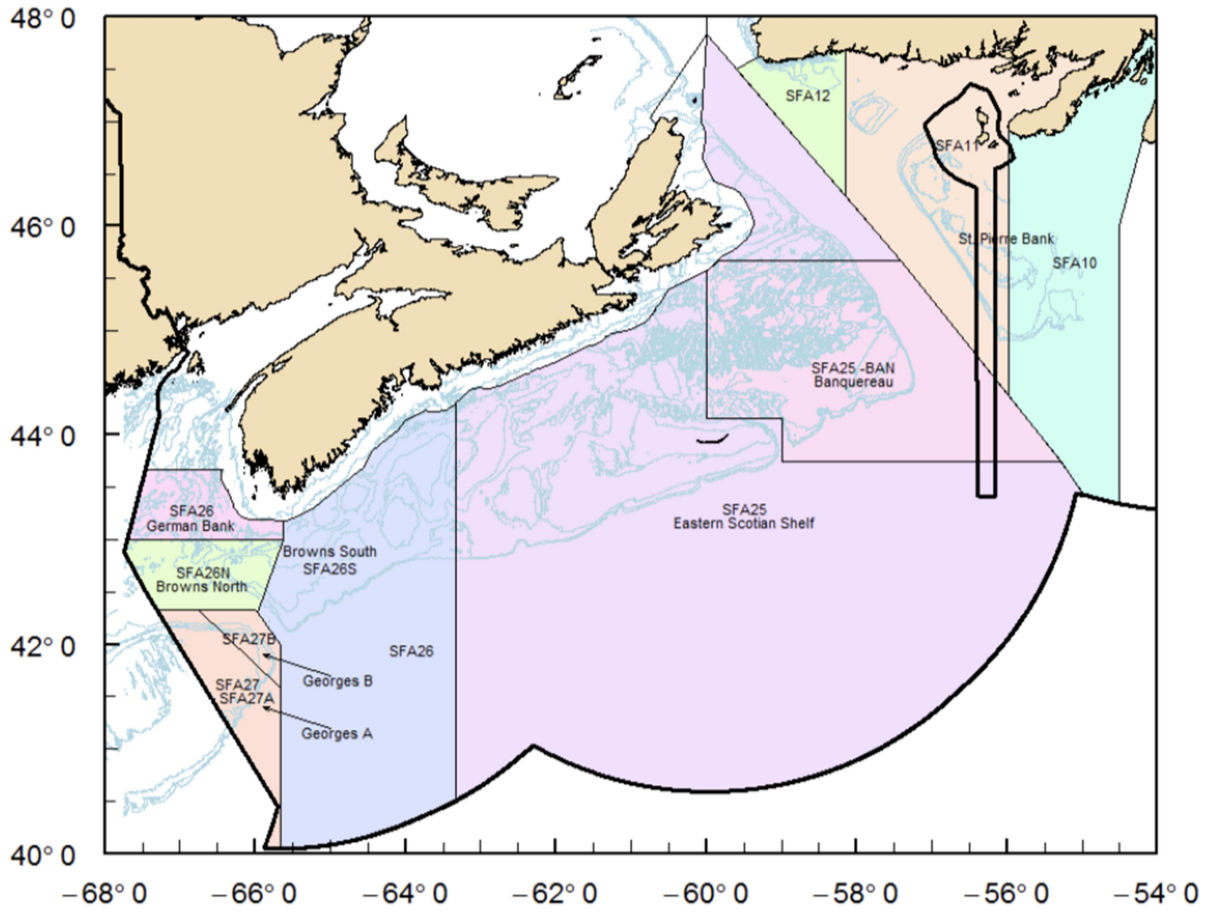 48° 0
46° 0
44° 0
42° 0
40° 0
SFA12
SFA11
St. Pierre Bank
SFA10
SFA25 -BAN
Banquereau
SFA26
German Bank
SFA25
Eastern Scotian Shelf
Browns South
SFA26S
SFA26N
Browns North
SFA27B
SFA26
Georges B
SFA27
SFA27A
Georges A
−68° 0
−66° 0
−64° 0
−62° 0
−60° 0
−58° 0
−56° 0
−54° 0